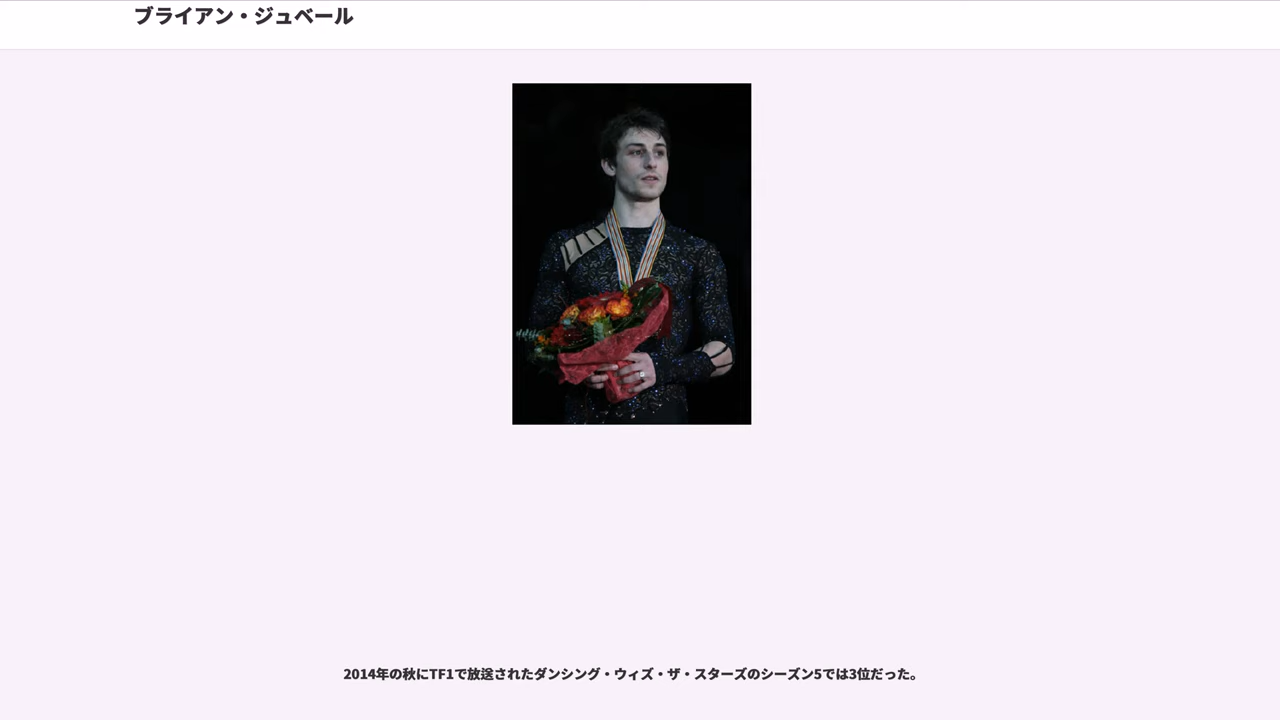 ブライアン・ジュベール
2014年の秋にTF1で放送されたダンシング・ウィズ・ザ・スターズのシーズン5では3位だった。